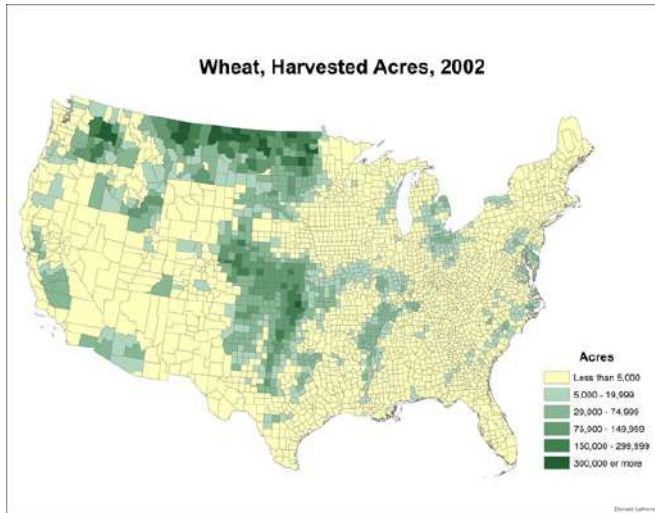 Wheat, Harvested Acres, 2002
Acres
Less than 5,000
5,000 - 19,999
20,000 - 74,999
75,000 - 149,999
150,000 - 299,999
300,000 or more